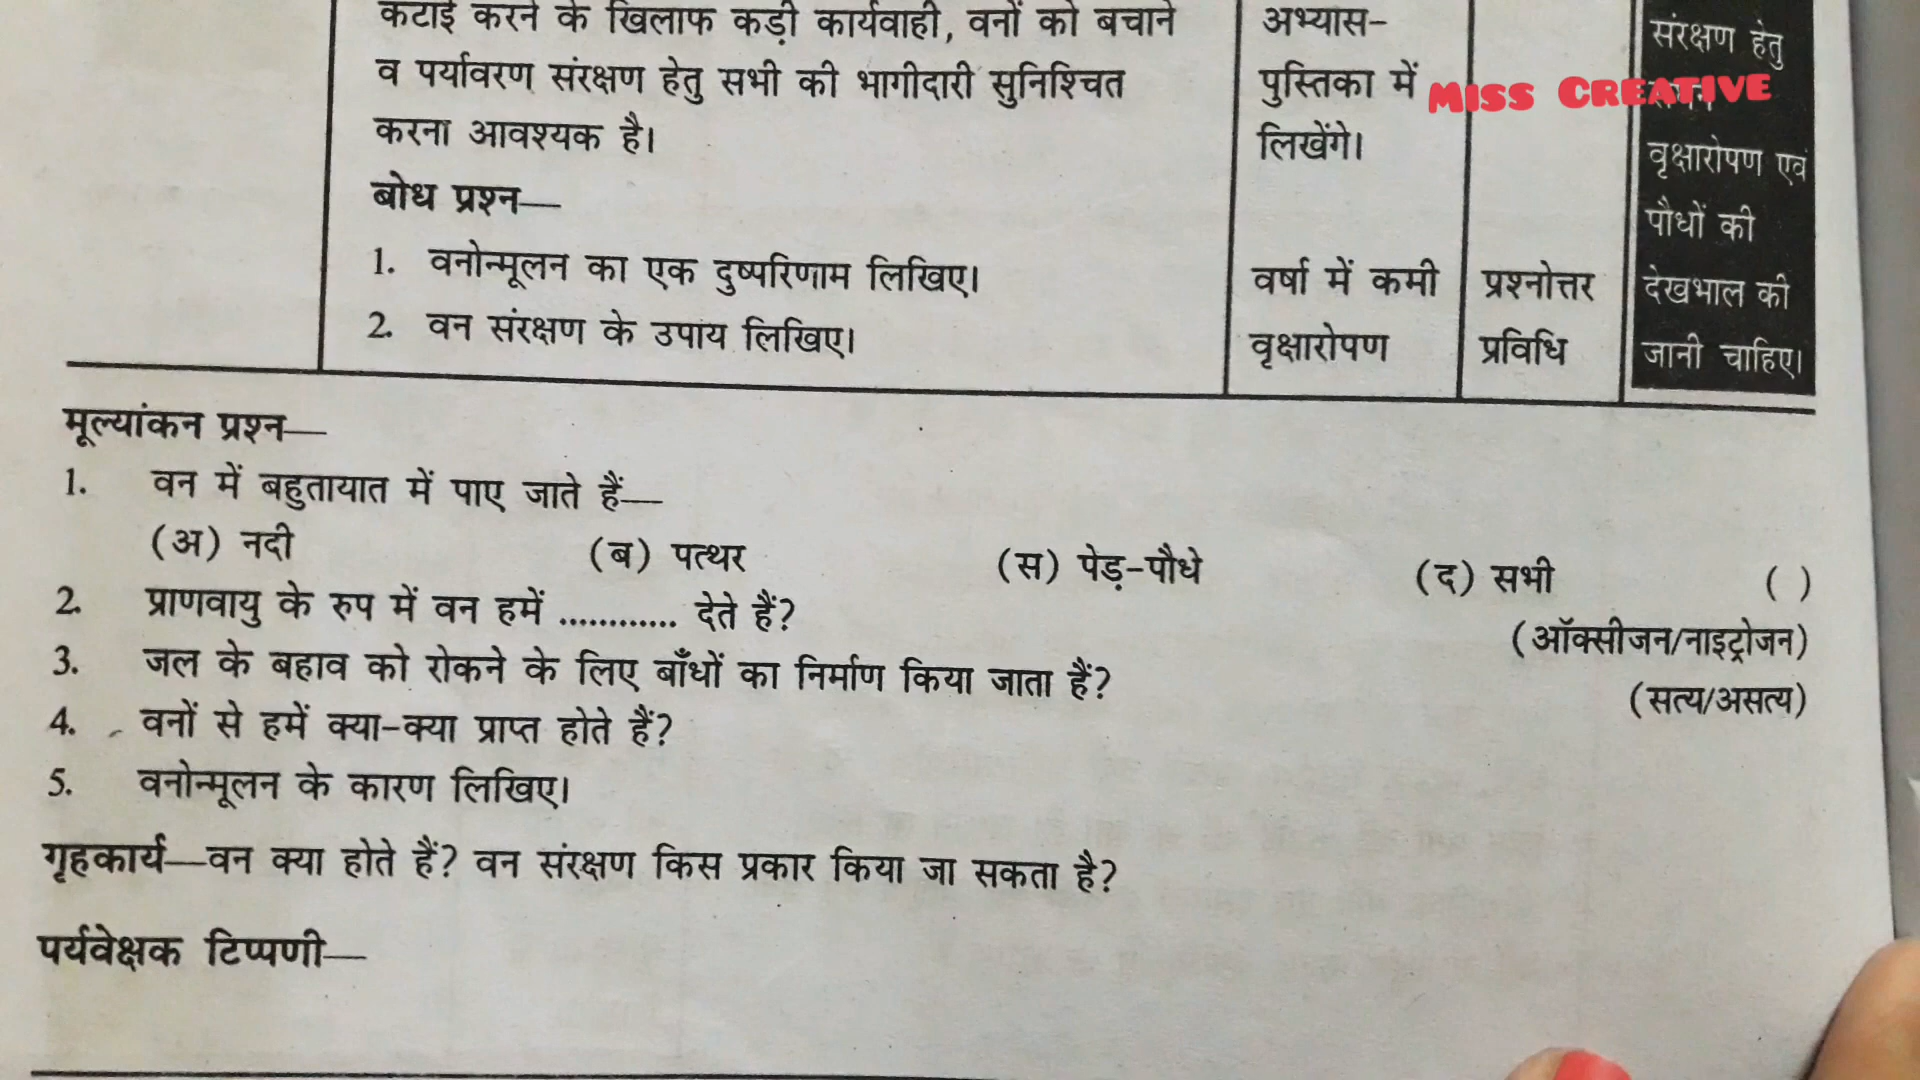 कटाई करने के खिलाफ कड़ी कार्यवाही, वनों को बचाने
व पर्यावरण संरक्षण हेतु सभी की भागीदारी सुनिश्चित
करना आवश्यक है।
बोध प्रश्न—
1. वनोन्मूलन का एक दुष्परिणाम लिखिए।
2. वन संरक्षण के उपाय लिखिए।
अभ्यास-
पुस्तिका में
लिखेंगे।
वर्षा में कमी
वृक्षारोपण
प्रश्नोत्तर
प्रविधि
संरक्षण हेतु
वृक्षारोपण एवं
पौधों की
देखभाल की
जानी चाहिए।
Miss Creative
मूल्यांकन प्रश्न—
1. वन में बहुतायात में पाए जाते हैं—
(अ) नदी (ब) पत्थर (स) पेड़-पौधे (द) सभी ( )
2. प्राणवायु के रुप में वन हमें ............ देते हैं? (ऑक्सीजन/नाइट्रोजन)
3. जल के बहाव को रोकने के लिए बाँधों का निर्माण किया जाता हैं? (सत्य/असत्य)
4. वनों से हमें क्या-क्या प्राप्त होते हैं?
5. वनोन्मूलन के कारण लिखिए।
गृहकार्य—वन क्या होते हैं? वन संरक्षण किस प्रकार किया जा सकता है?
पर्यवेक्षक टिप्पणी—